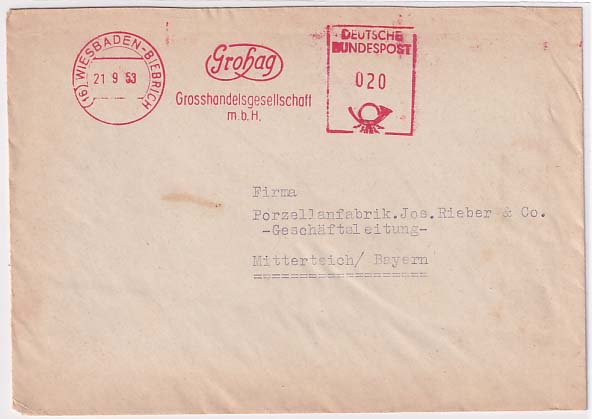 (16) WIESBADEN-BIEBRICH
21 9 53
Grohag
Grosshandelsgesellschaft
m.b.H.
DEUTSCHE
BUNDESPOST
020
Firma
Porzellanfabrik.Jos.Rieber & Co.
-Geschäftsleitung-
Mitterteich/ Bayern
===================